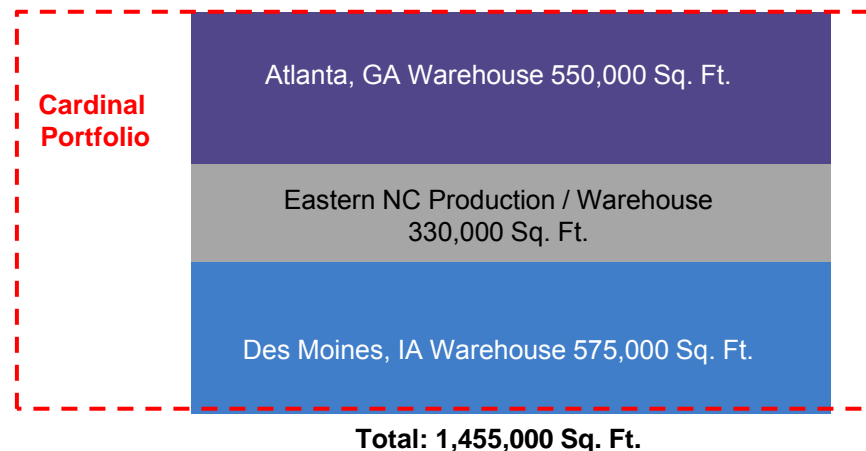 Atlanta, GA Warehouse 550,000 Sq. Ft.
Cardinal
Portfolio
Eastern NC Production / Warehouse
330,000 Sq. Ft.
Des Moines, IA Warehouse 575,000 Sq. Ft.
Total: 1,455,000 Sq. Ft.